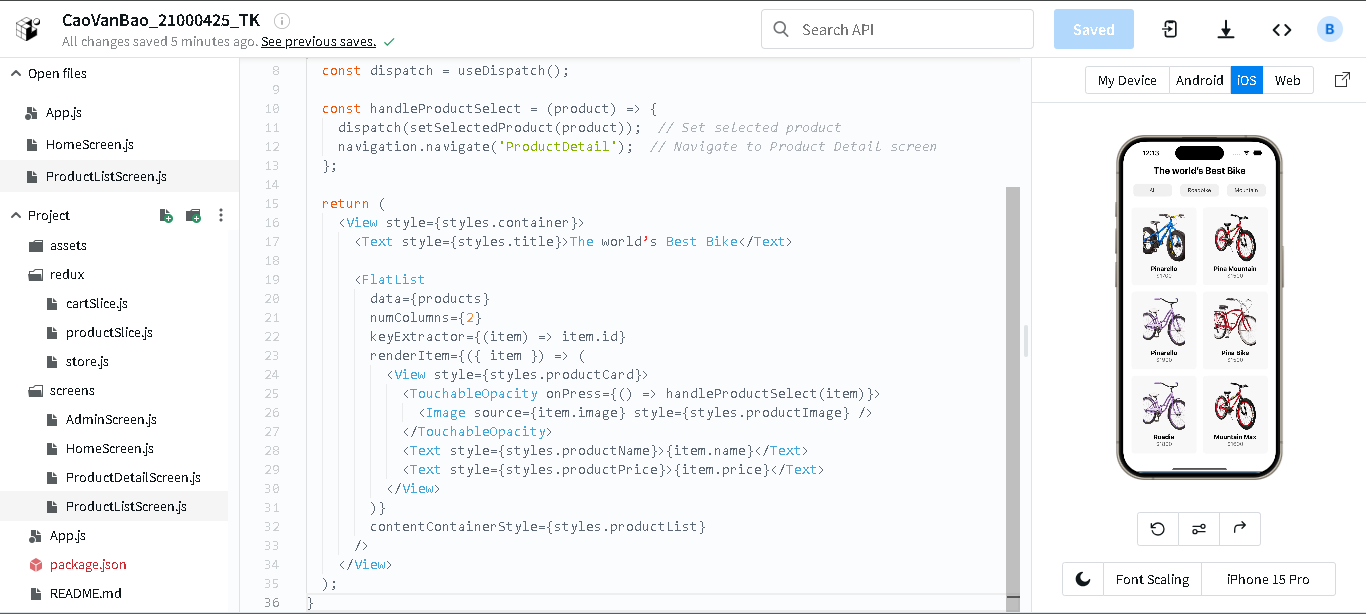 CaoVanBao_21000425_TK
All changes saved 5 minutes ago. See previous saves.
Search API
Saved
B
Open files
App.js
HomeScreen.js
ProductListScreen.js
Project
assets
redux
cartSlice.js
productSlice.js
store.js
screens
AdminScreen.js
HomeScreen.js
ProductDetailScreen.js
ProductListScreen.js
App.js
package.json
README.md
8 const dispatch = useDispatch();
9
10 const handleProductSelect = (product) => {
11 dispatch(setSelectedProduct(product)); // Set selected product
12 navigation.navigate('ProductDetail'); // Navigate to Product Detail screen
13 };
14
15 return (
16 <View style={styles.container}>
17 <Text style={styles.title}>The world's Best Bike</Text>
18
19 <FlatList
20 data={products}
21 numColumns={2}
22 keyExtractor={(item) => item.id}
23 renderItem={({ item }) => (
24 <View style={styles.productCard}>
25 <TouchableOpacity onPress={() => handleProductSelect(item)}>
26 <Image source={item.image} style={styles.productImage} />
27 </TouchableOpacity>
28 <Text style={styles.productName}>{item.name}</Text>
29 <Text style={styles.productPrice}>{item.price}</Text>
30 </View>
31 )}
32 contentContainerStyle={styles.productList}
33 />
34 </View>
35 );
36 }
My Device Android iOS Web
12:13
The world's Best Bike
All Roadbike Mountain
Pinarello Pina Mountain
$1700
Pinarello Pina Bike
Roadie Mountain Max
Font Scaling iPhone 15 Pro